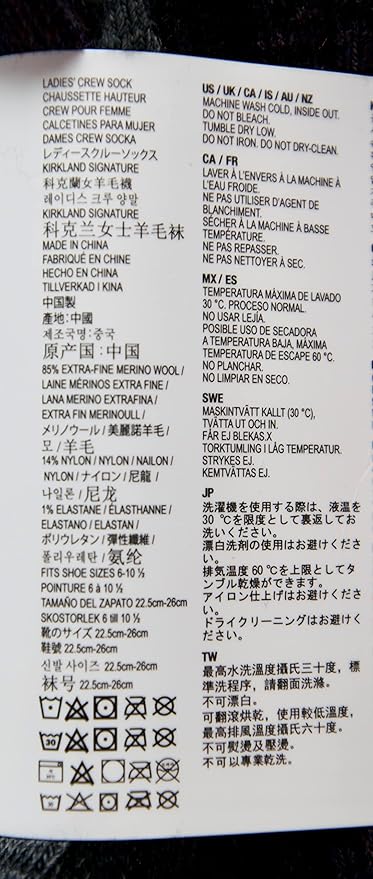 LADIES' CREW SOCK
CHAUSSETTE HAUTEUR
CREW POUR FEMME
CALCETINES PARA MUJER
DAMES CREW SOCKA
レディースクルーソックス
KIRKLAND SIGNATURE
科克蘭女羊毛襪
레이디스 크루 양말
KIRKLAND SIGNATURE
科克兰女士羊毛袜
MADE IN CHINA
FABRIQUÉ EN CHINE
HECHO EN CHINA
TILLVERKAD I KINA
中国製
產地:中國
제조국명:중국
原产国:中国
85% EXTRA-FINE MERINO WOOL /
LAINE MÉRINOS EXTRA FINE /
LANA MERINO EXTRAFINA /
EXTRA FIN MERINOULL /
メリノウール / 美麗諾羊毛 /
모 / 羊毛
14% NYLON / NYLON / NAILON /
NYLON / ナイロン / 尼龍 /
나일론 / 尼龙
1% ELASTANE / ÉLASTHANNE /
ELASTANO / ELASTAN /
ポリウレタン / 彈性纖維 /
폴리우레탄 / 氨纶
FITS SHOE SIZES 6-10 ½
POINTURE 6 à 10 ½
TAMAÑO DEL ZAPATO 22.5cm-26cm
SKOSTORLEK 6 till 10 ½
靴のサイズ 22.5cm-26cm
鞋號 22.5cm-26cm
신발 사이즈 22.5cm-26cm
袜号 22.5cm-26cm
30
US / UK / CA / IS / AU / NZ
MACHINE WASH COLD, INSIDE OUT.
DO NOT BLEACH.
TUMBLE DRY LOW.
DO NOT IRON. DO NOT DRY-CLEAN.
CA / FR
LAVER À L'ENVERS À LA MACHINE À
L'EAU FROIDE.
NE PAS UTILISER D'AGENT DE
BLANCHIMENT.
SÉCHER À LA MACHINE À BASSE
TEMPÉRATURE.
NE PAS REPASSER.
NE PAS NETTOYER À SEC.
MX / ES
TEMPERATURA MÁXIMA DE LAVADO
30 °C. PROCESO NORMAL.
NO USAR LEJÍA.
POSIBLE USO DE SECADORA
A TEMPERATURA BAJA, MÁXIMA
TEMPERATURA DE ESCAPE 60 °C.
NO PLANCHAR.
NO LIMPIAR EN SECO.
SWE
MASKINTVÄTT KALLT (30 °C),
TVÄTTA UT OCH IN.
FÅR EJ BLEKAS.X
TORKTUMLING I LÅG TEMPERATUR.
STRYKES EJ.
KEMTVÄTTAS EJ.
JP
洗濯機を使用する際は、液温を
30 ℃を限度として裏返してお
洗いください。
漂白洗剤の使用はお避けくださ
い。
排気温度 60 ℃を上限としてタ
ンブル乾燥ができます。
アイロン仕上げはお避けくださ
い。
ドライクリーニングはお避けく
ださい。
TW
最高水洗溫度攝氏三十度，標
準洗程序，請翻面洗滌。
不可漂白。
可翻滾烘乾，使用較低溫度，
最高排風溫度攝氏六十度。
不可熨燙及壓燙。
不可以專業乾洗。